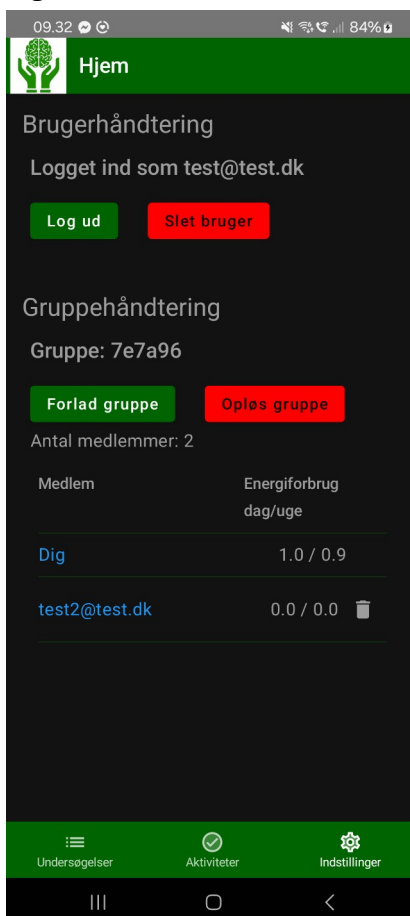 09.32 84%
Hjem
Brugerhåndtering
Logget ind som test@test.dk
Log ud Slet bruger
Gruppehåndtering
Gruppe: 7e7a96
Forlad gruppe Opløs gruppe
Antal medlemmer: 2
Medlem Energiforbrug
dag/uge
Dig 1.0 / 0.9
test2@test.dk 0.0 / 0.0
Undersøgelser Aktiviteter Indstillinger